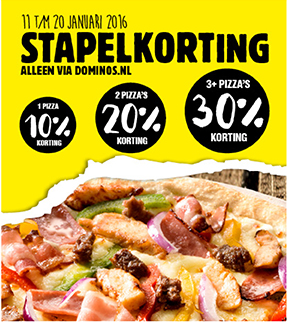 11 T/M 20 JANUARI 2016
STAPELKORTING
ALLEEN VIA DOMINOS.NL
1 PIZZA
10%
KORTING
2 PIZZA'S
20%
KORTING
3+ PIZZA'S
30%
KORTING